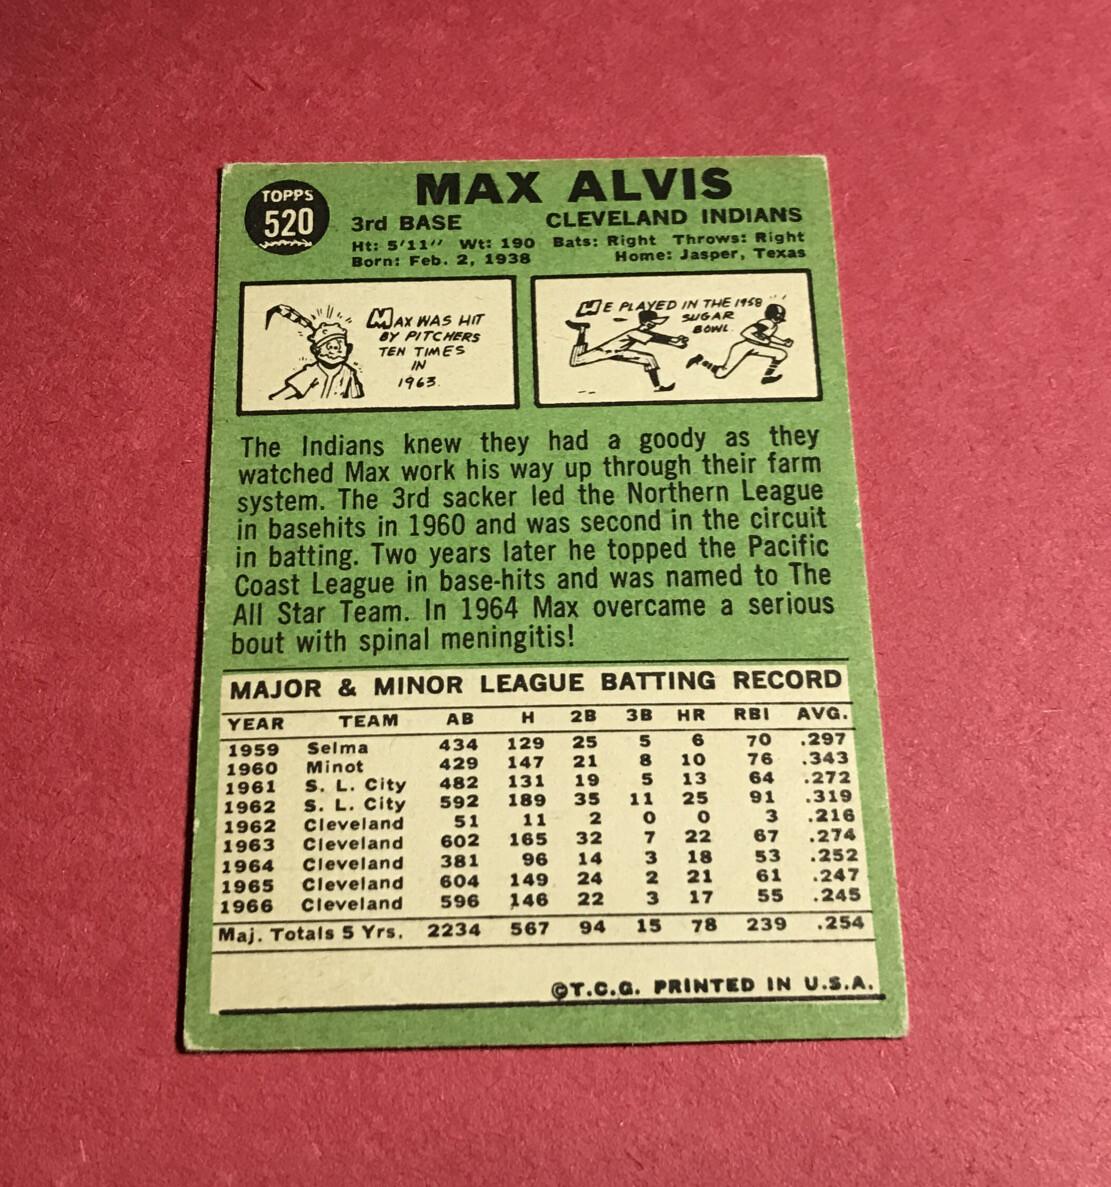 TOPPS
520
MAX ALVIS
3rd BASE CLEVELAND INDIANS
Ht: 5'11" Wt: 190 Bats: Right Throws: Right
Born: Feb. 2, 1938 Home: Jasper, Texas
MAX WAS HIT
BY PITCHERS
TEN TIMES
IN
1963.
HE PLAYED IN THE 1958
SUGAR
BOWL.
The Indians knew they had a goody as they
watched Max work his way up through their farm
system. The 3rd sacker led the Northern League
in basehits in 1960 and was second in the circuit
in batting. Two years later he topped the Pacific
Coast League in base-hits and was named to The
All Star Team. In 1964 Max overcame a serious
bout with spinal meningitis!
MAJOR & MINOR LEAGUE BATTING RECORD
YEAR TEAM AB H 2B 3B HR RBI AVG.
1959 Selma 434 129 25 5 6 70 .297
1960 Minot 429 147 21 8 10 76 .343
1961 S. L. City 482 131 19 5 13 64 .272
1962 S. L. City 592 189 35 11 25 91 .319
1962 Cleveland 51 11 2 0 0 3 .216
1963 Cleveland 602 165 32 7 22 67 .274
1964 Cleveland 381 96 14 3 18 53 .252
1965 Cleveland 604 149 24 2 21 61 .247
1966 Cleveland 596 146 22 3 17 55 .245
Maj. Totals 5 Yrs. 2234 567 94 15 78 239 .254
©T.C.G. PRINTED IN U.S.A.